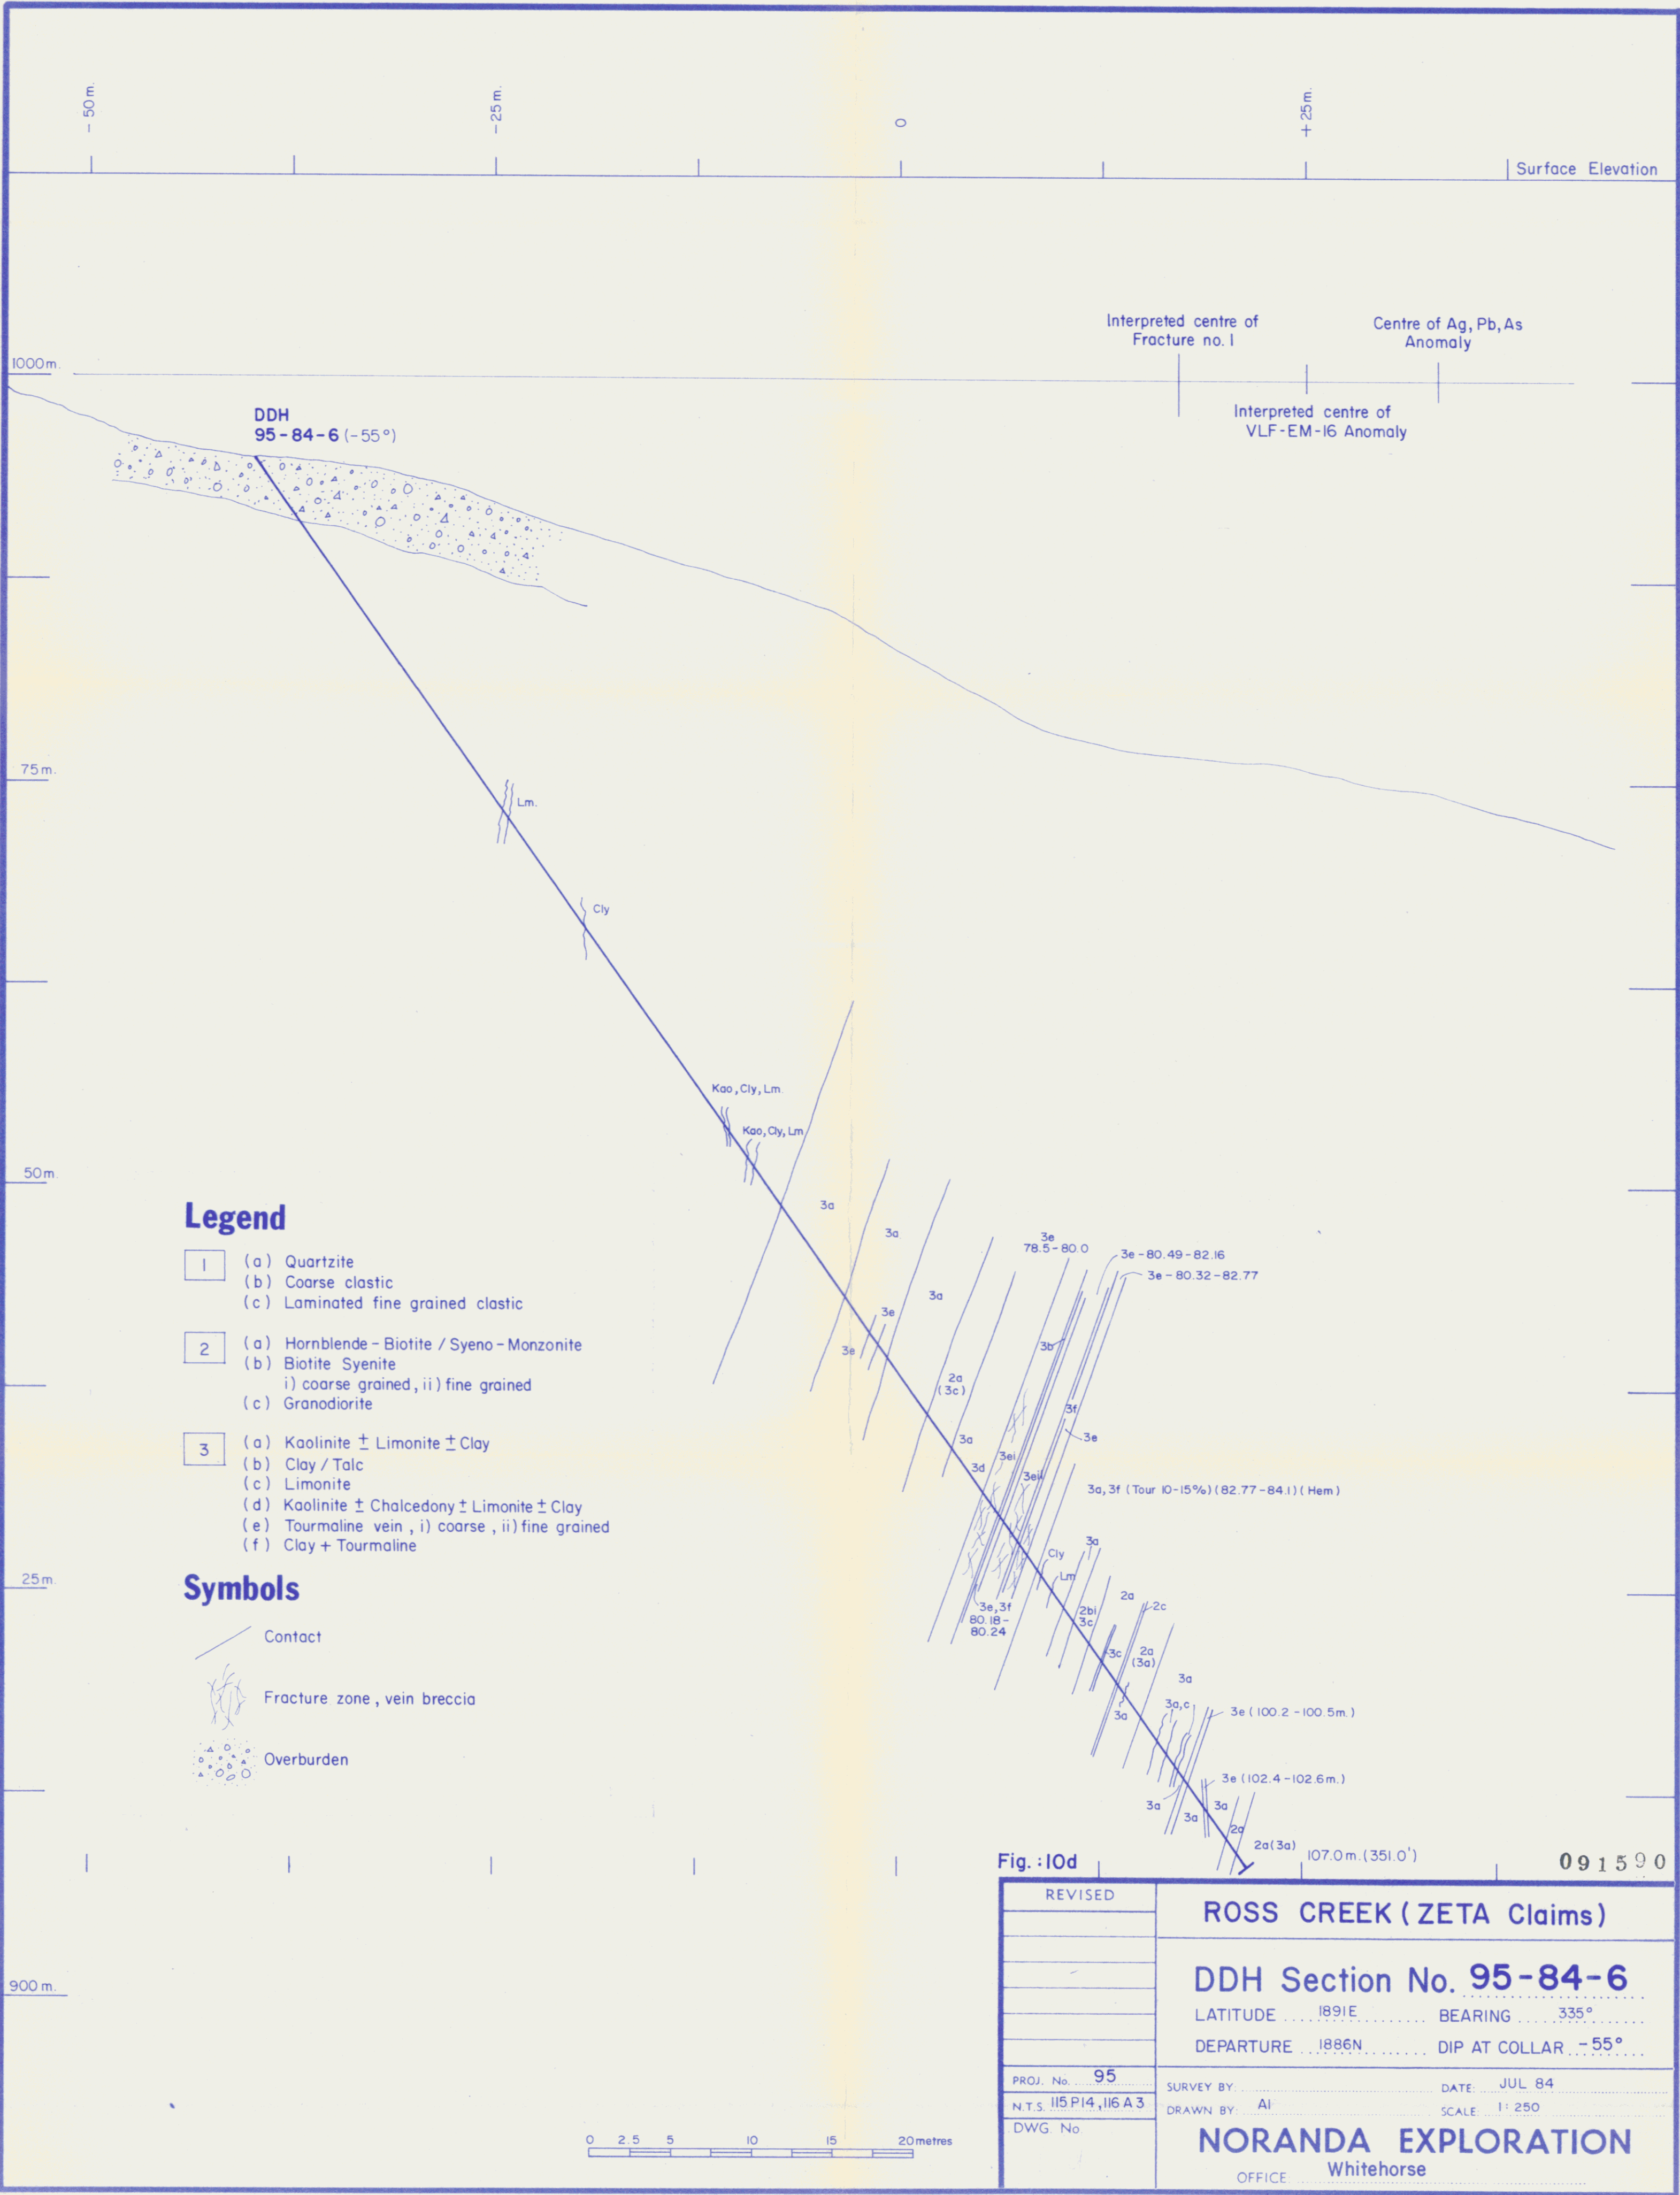 - 50 m.
- 25 m.
0
+ 25 m.
Surface Elevation
Interpreted centre of
Fracture no. 1
Centre of Ag, Pb, As
Anomaly
1000 m.
Interpreted centre of
VLF-EM-16 Anomaly
DDH
95-84-6 (-55°)
75 m.
Lm.
Cly
Kao, Cly, Lm.
Kao, Cly, Lm
50 m.
3a
3a
3e
78.5-80.0
3e - 80.49-82.16
3e - 80.32-82.77
3a
3e
3e
3b
2a
(3c)
3f
3e
3a
3d
3ei
3eii
3a, 3f (Tour 10-15%) (82.77-84.1) (Hem)
3a
Cly
Lm
25 m.
3e, 3f
80.18-
80.24
2bi
3c
2a
2c
3c
2a
(3a)
3a
3a,c
3a
3e (100.2 - 100.5m.)
3e (102.4 - 102.6m.)
3a
3a
3a
2a
2a (3a)
107.0 m. (351.0')
Legend
1
(a) Quartzite
(b) Coarse clastic
(c) Laminated fine grained clastic
2
(a) Hornblende - Biotite / Syeno - Monzonite
(b) Biotite Syenite
i) coarse grained, ii) fine grained
(c) Granodiorite
3
(a) Kaolinite ± Limonite ± Clay
(b) Clay / Talc
(c) Limonite
(d) Kaolinite ± Chalcedony ± Limonite ± Clay
(e) Tourmaline vein, i) coarse, ii) fine grained
(f) Clay + Tourmaline
Symbols
Contact
Fracture zone, vein breccia
Overburden
900 m.
0 2.5 5 10 15 20 metres
Fig. : 10d
091590
REVISED
ROSS CREEK (ZETA Claims)
DDH Section No. 95-84-6
LATITUDE 1891E BEARING 335°
DEPARTURE 1886N DIP AT COLLAR -55°
PROJ. No. 95
N.T.S. 115 P14, 116 A 3
DWG. No.
SURVEY BY: DATE: JUL 84
DRAWN BY: AI SCALE 1:250
NORANDA EXPLORATION
OFFICE: Whitehorse